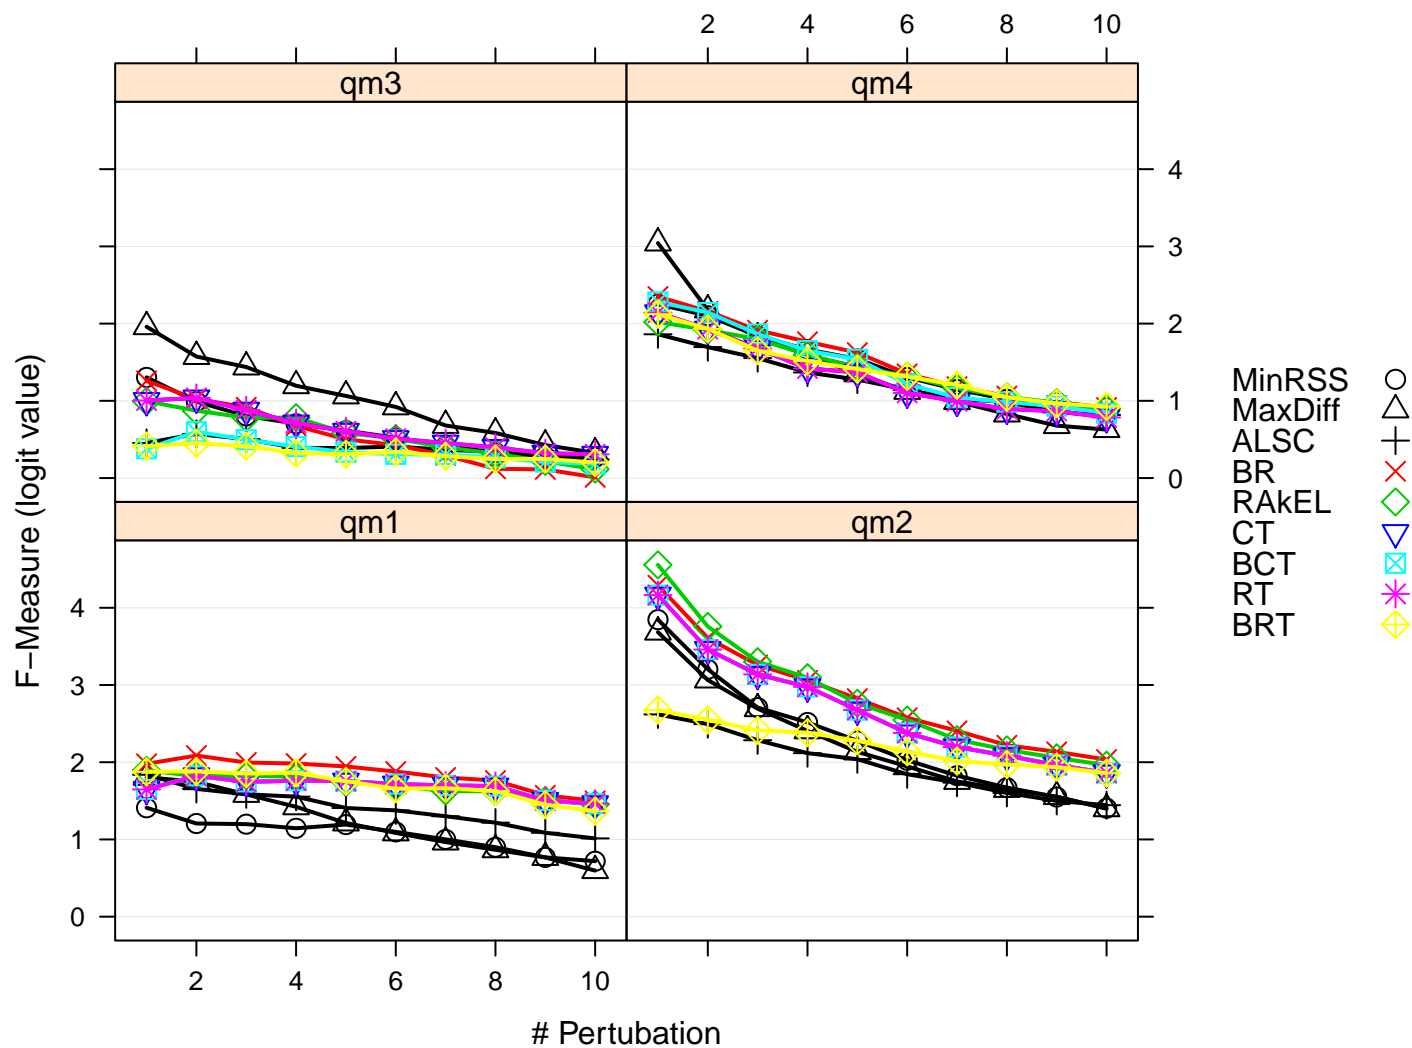 2 4 6 8 10
qm3 qm4
4
3
2
1
0
qm1 qm2
4
3
2
1
0
2 4 6 8 10
# Pertubation
F−Measure (logit value)
MinRSS
MaxDiff
ALSC
BR
RAkEL
CT
BCT
RT
BRT